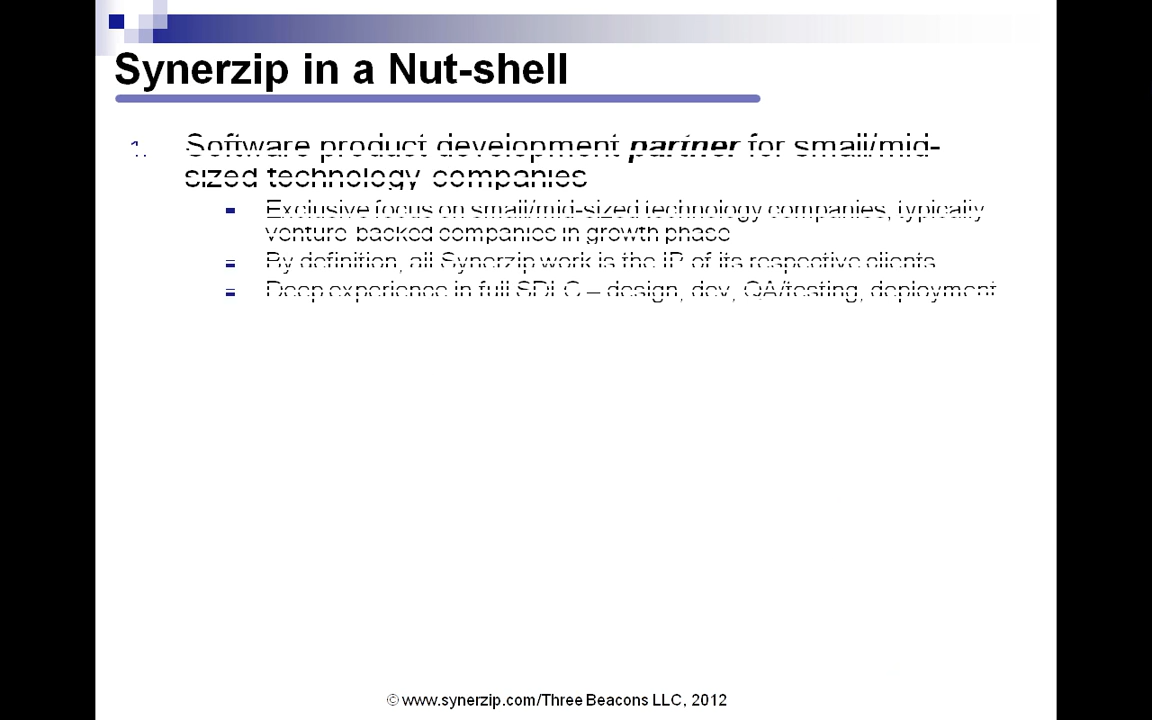 Synerzip in a Nut-shell
1. Software product development partner for small/mid-
sized technology companies
Exclusive focus on small/mid-sized technology companies, typically
venture-backed companies in growth phase
By definition, all Synerzip work is the IP of its respective clients
Deep experience in full SDLC – design, dev, QA/testing, deployment
© www.synerzip.com/Three Beacons LLC, 2012